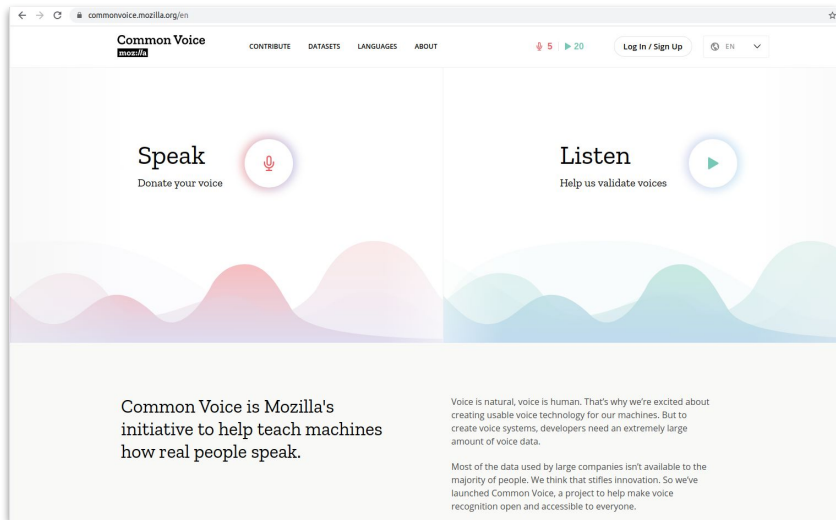 commonvoice.mozilla.org/en
Common Voice
moz://a
CONTRIBUTE DATASETS LANGUAGES ABOUT
5 20
Log In / Sign Up
EN
Speak
Donate your voice
Listen
Help us validate voices
Common Voice is Mozilla's
initiative to help teach machines
how real people speak.
Voice is natural, voice is human. That's why we're excited about
creating usable voice technology for our machines. But to
create voice systems, developers need an extremely large
amount of voice data.
Most of the data used by large companies isn't available to the
majority of people. We think that stifles innovation. So we've
launched Common Voice, a project to help make voice
recognition open and accessible to everyone.